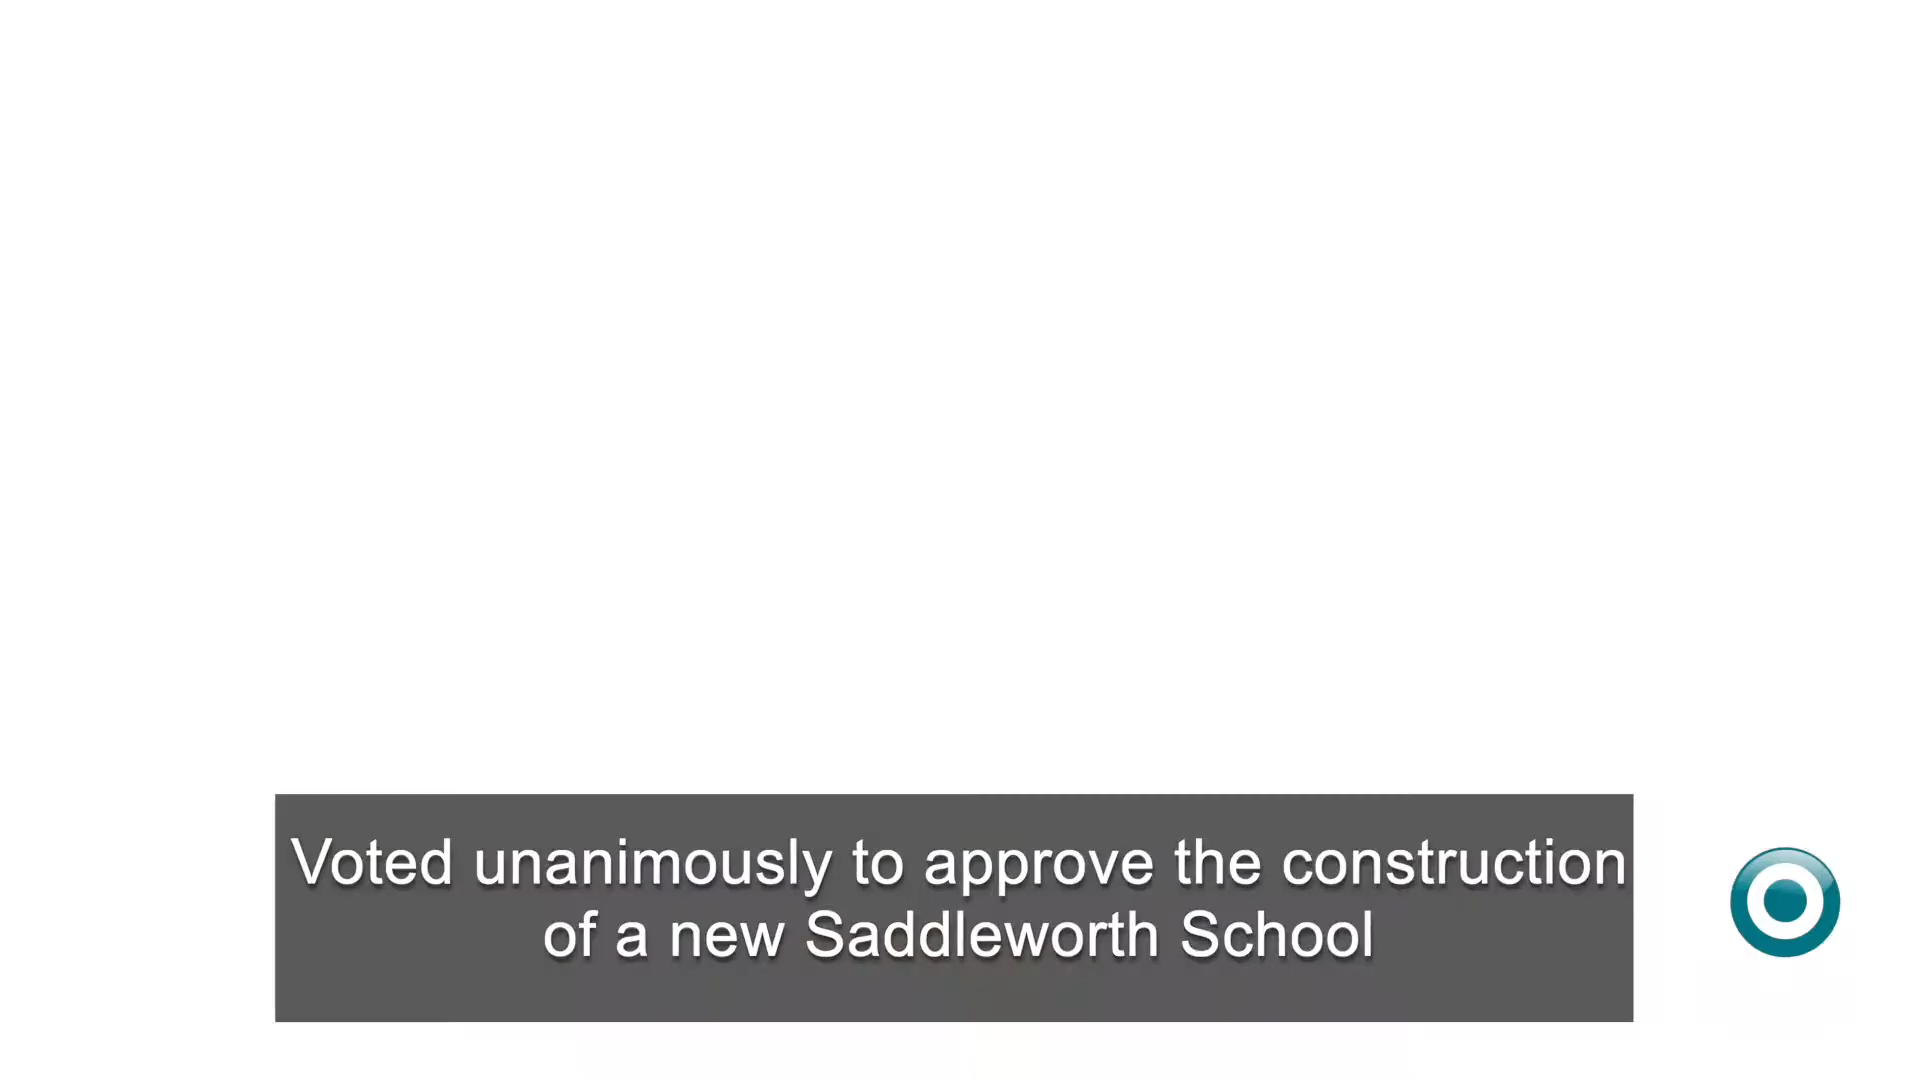 Voted unanimously to approve the construction
of a new Saddleworth School